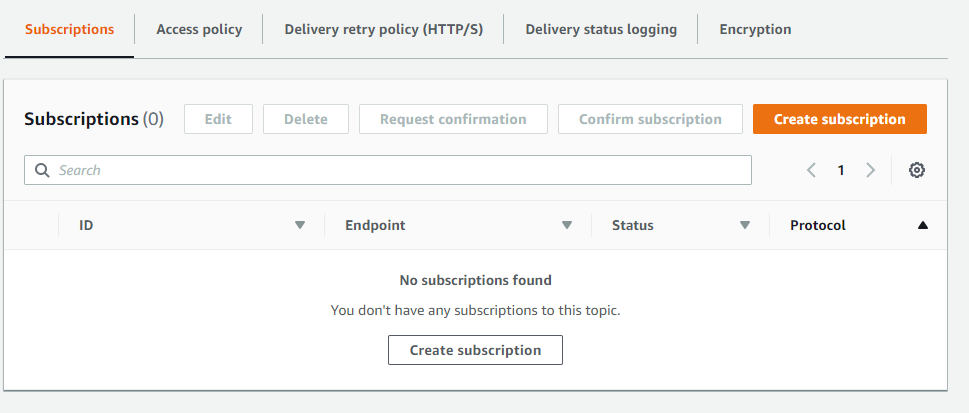 Subscriptions Access policy Delivery retry policy (HTTP/S) Delivery status logging Encryption
Subscriptions (0) Edit Delete Request confirmation Confirm subscription Create subscription
Search 1
ID Endpoint Status Protocol
No subscriptions found
You don't have any subscriptions to this topic.
Create subscription